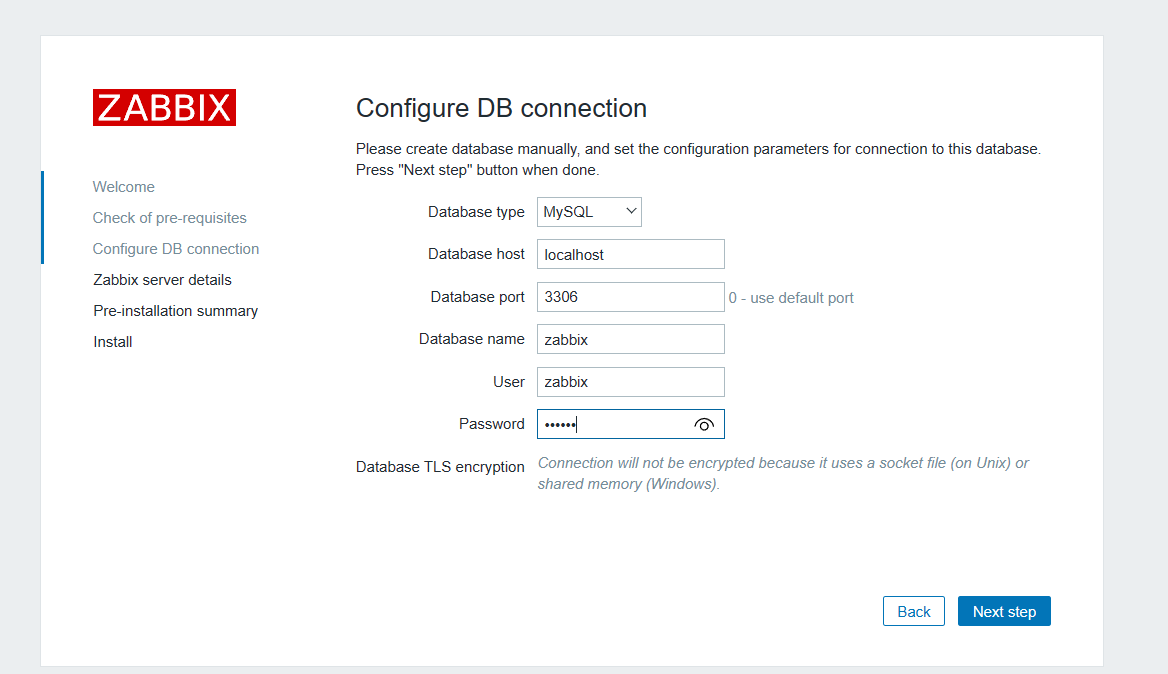 ZABBIX
Welcome
Check of pre-requisites
Configure DB connection
Zabbix server details
Pre-installation summary
Install
Configure DB connection
Please create database manually, and set the configuration parameters for connection to this database.
Press "Next step" button when done.
Database type MySQL
Database host localhost
Database port 3306 0 - use default port
Database name zabbix
User zabbix
Password ••••••
Database TLS encryption Connection will not be encrypted because it uses a socket file (on Unix) or
shared memory (Windows).
Back Next step